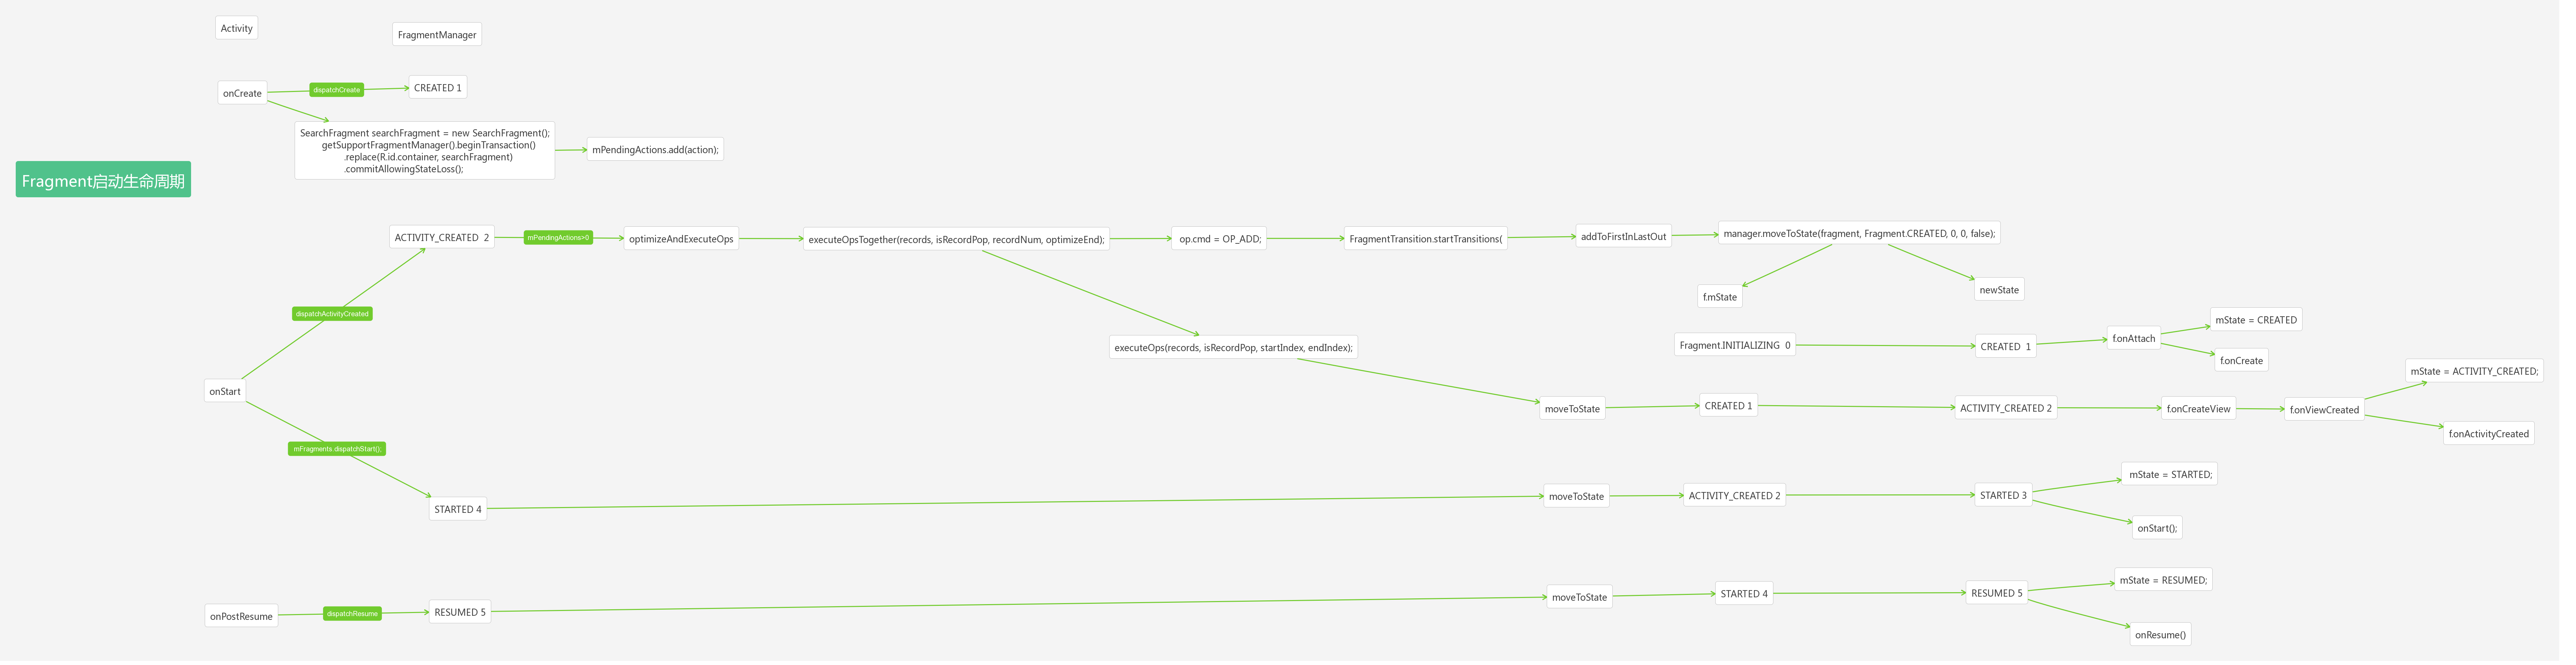 Activity
FragmentManager
onCreate
dispatchCreate
CREATED 1
SearchFragment searchFragment = new SearchFragment();
getSupportFragmentManager().beginTransaction()
.replace(R.id.container, searchFragment)
.commitAllowingStateLoss();
mPendingActions.add(action);
Fragment启动生命周期
ACTIVITY_CREATED  2
mPendingActions>0
optimizeAndExecuteOps
executeOpsTogether(records, isRecordPop, recordNum, optimizeEnd);
op.cmd = OP_ADD;
FragmentTransition.startTransitions(
addToFirstInLastOut
manager.moveToState(fragment, Fragment.CREATED, 0, 0, false);
f.mState
newState
dispatchActivityCreated
executeOps(records, isRecordPop, startIndex, endIndex);
Fragment.INITIALIZING  0
CREATED  1
f.onAttach
mState = CREATED
f.onCreate
onStart
moveToState
CREATED 1
ACTIVITY_CREATED 2
f.onCreateView
f.onViewCreated
mState = ACTIVITY_CREATED;
f.onActivityCreated
mFragments.dispatchStart();
STARTED 4
moveToState
ACTIVITY_CREATED 2
STARTED 3
mState = STARTED;
onStart();
onPostResume
dispatchResume
RESUMED 5
moveToState
STARTED 4
RESUMED 5
mState = RESUMED;
onResume()